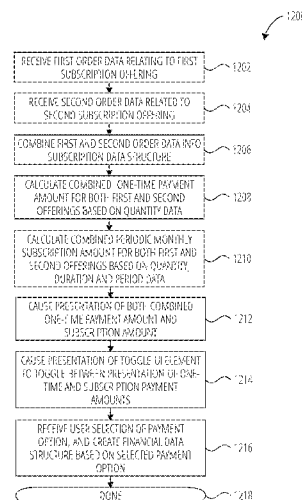 1200
RECEIVE FIRST ORDER DATA RELATING TO FIRST
SUBSCRIPTION OFFERING
1202
RECEIVE SECOND ORDER DATA RELATED TO
SECOND SUBSCRIPTION OFFERING
1204
COMBINE FIRST AND SECOND ORDER DATA INTO
SUBSCRIPTION DATA STRUCTURE
1206
CALCULATE COMBINED ONE-TIME PAYMENT
AMOUNT FOR BOTH FIRST AND SECOND
OFFERINGS BASED ON QUANTITY DATA
1208
CALCULATE COMBINED PERIODIC MONTHLY
SUBSCRIPTION AMOUNT FOR BOTH FIRST AND
SECOND OFFERINGS BASED ON QUANTITY,
DURATION AND PERIOD DATA
1210
CAUSE PRESENTATION OF BOTH COMBINED
ONE-TIME PAYMENT AMOUNT AND
SUBSCRIPTION AMOUNT
1212
CAUSE PRESENTATION OF TOGGLE UI ELEMENT
TO TOGGLE BETWEEN PRESENTATION OF ONE-
TIME AND SUBSCRIPTION PAYMENT
AMOUNTS
1214
RECEIVE USER SELECTION OF PAYMENT
OPTION, AND CREATE FINANCIAL DATA
STRUCTURE BASED ON SELECTED PAYMENT
OPTION
1216
DONE
1218